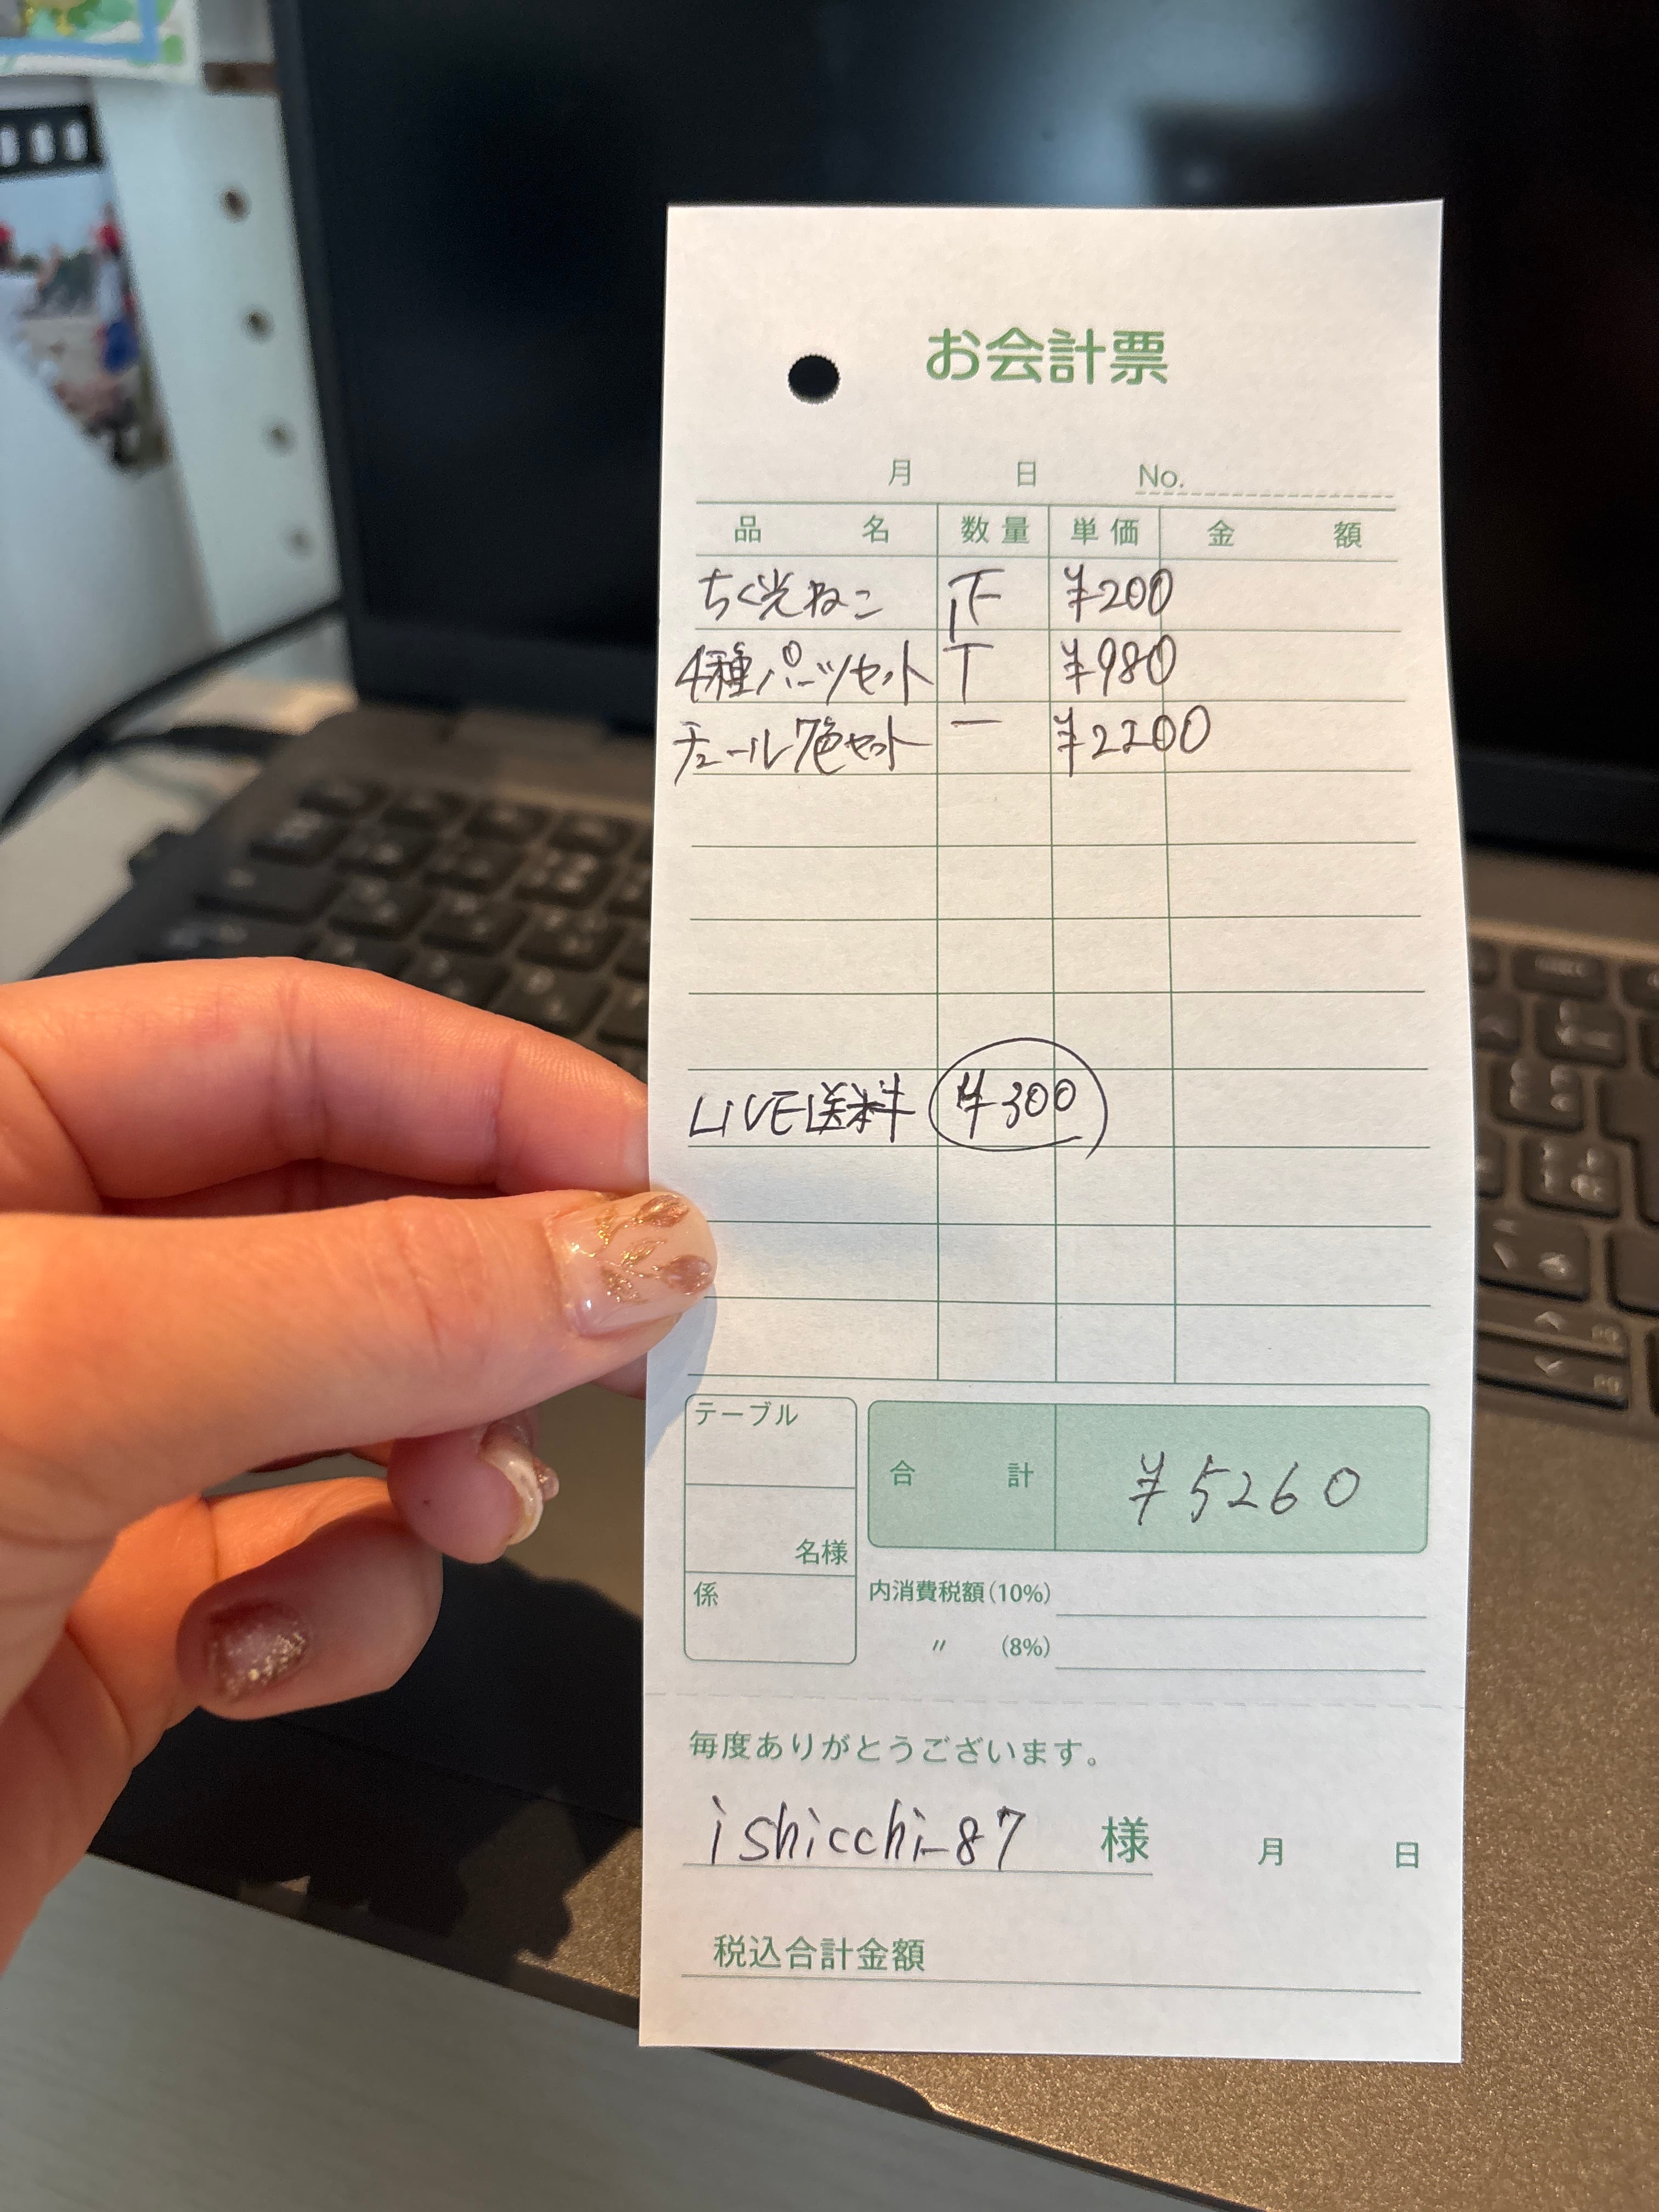 お会計票
月 日 No.
品名 数量 単価 金額
ちく光ねこ 𝍵 ¥200
4種パーツセット T ¥980
チュール7色セット 一 ¥2200
LIVE送料 ¥300
テーブル
合計 ¥5260
名様
係
内消費税額(10%)
〃 (8%)
毎度ありがとうございます。
ishicchi_87 様 月 日
税込合計金額